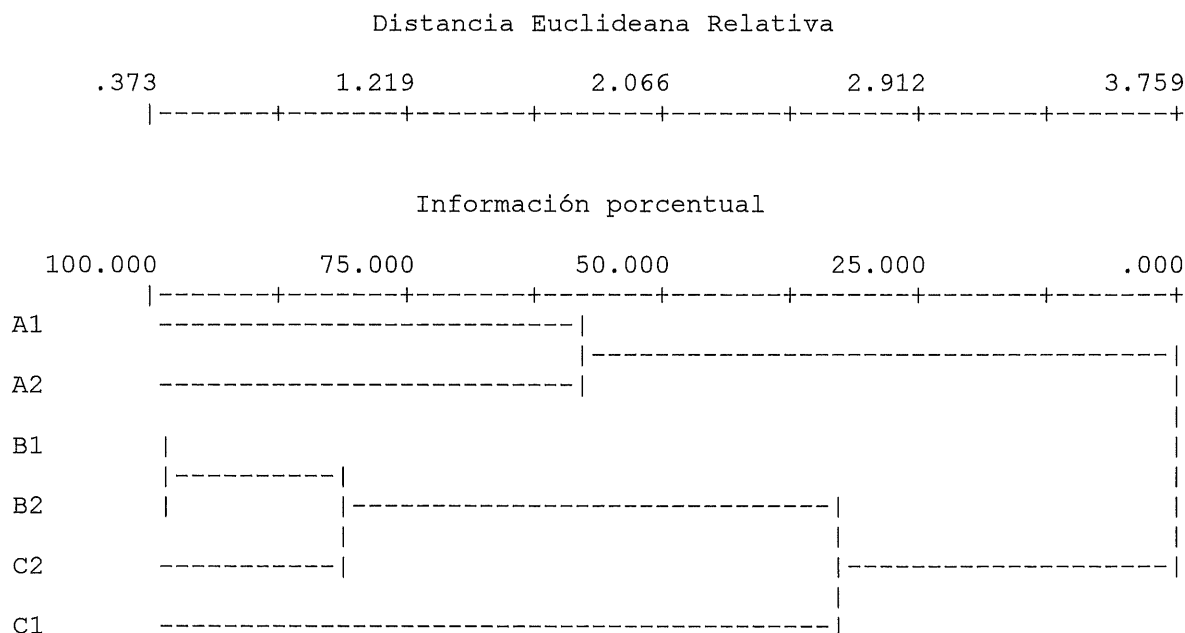 Distancia Euclideana Relativa
.373 1.219 2.066 2.912 3.759
Información porcentual
100.000 75.000 50.000 25.000 .000
A1
A2
B1
B2
C2
C1